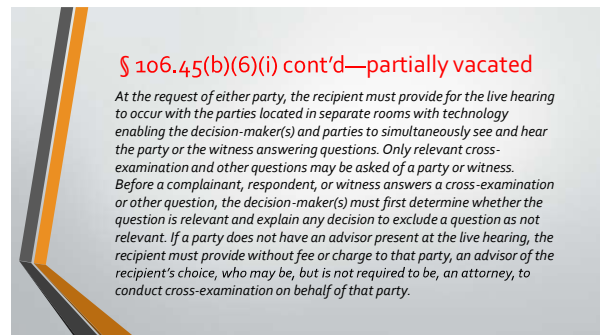 § 106.45(b)(6)(i) cont'd—partially vacated
At the request of either party, the recipient must provide for the live hearing
to occur with the parties located in separate rooms with technology
enabling the decision-maker(s) and parties to simultaneously see and hear
the party or the witness answering questions. Only relevant cross-
examination and other questions may be asked of a party or witness.
Before a complainant, respondent, or witness answers a cross-examination
or other question, the decision-maker(s) must first determine whether the
question is relevant and explain any decision to exclude a question as not
relevant. If a party does not have an advisor present at the live hearing, the
recipient must provide without fee or charge to that party, an advisor of the
recipient's choice, who may be, but is not required to be, an attorney, to
conduct cross-examination on behalf of that party.